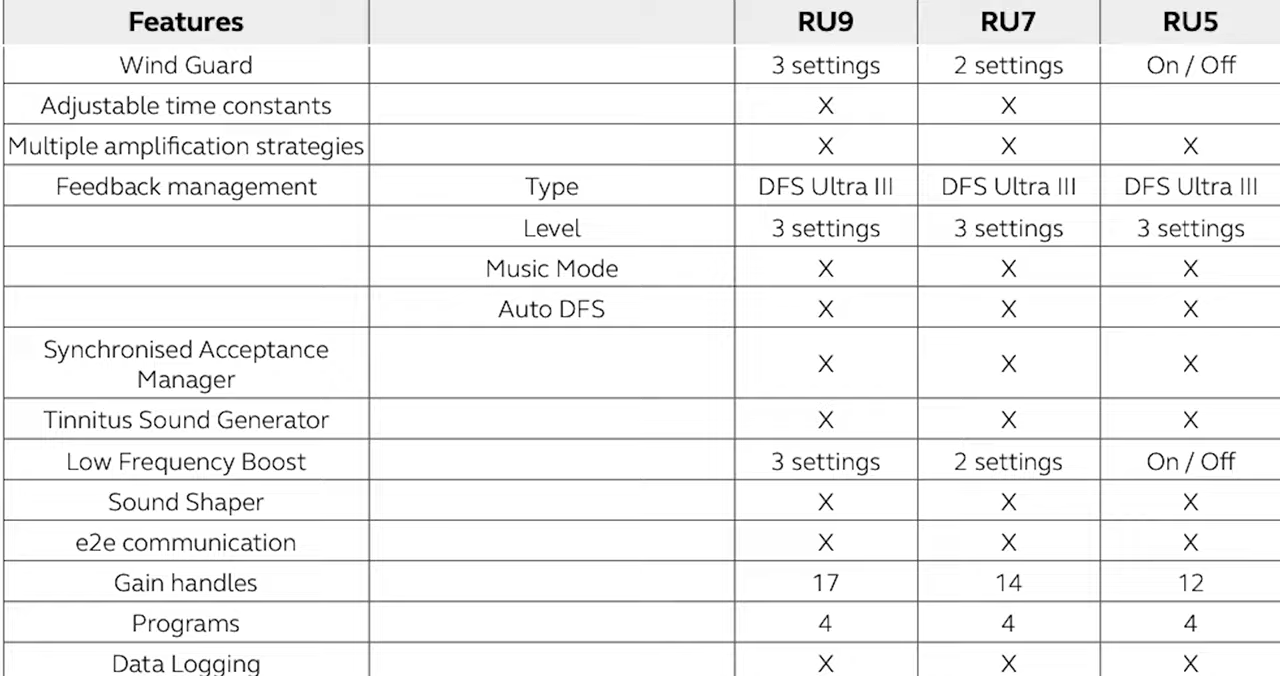 Features RU9 RU7 RU5
Wind Guard 3 settings 2 settings On / Off
Adjustable time constants X X
Multiple amplification strategies X X X
Feedback management Type DFS Ultra III DFS Ultra III DFS Ultra III
Level 3 settings 3 settings 3 settings
Music Mode X X X
Auto DFS X X X
Synchronised Acceptance
Manager X X X
Tinnitus Sound Generator X X X
Low Frequency Boost 3 settings 2 settings On / Off
Sound Shaper X X X
e2e communication X X X
Gain handles 17 14 12
Programs 4 4 4
Data Logging X X X